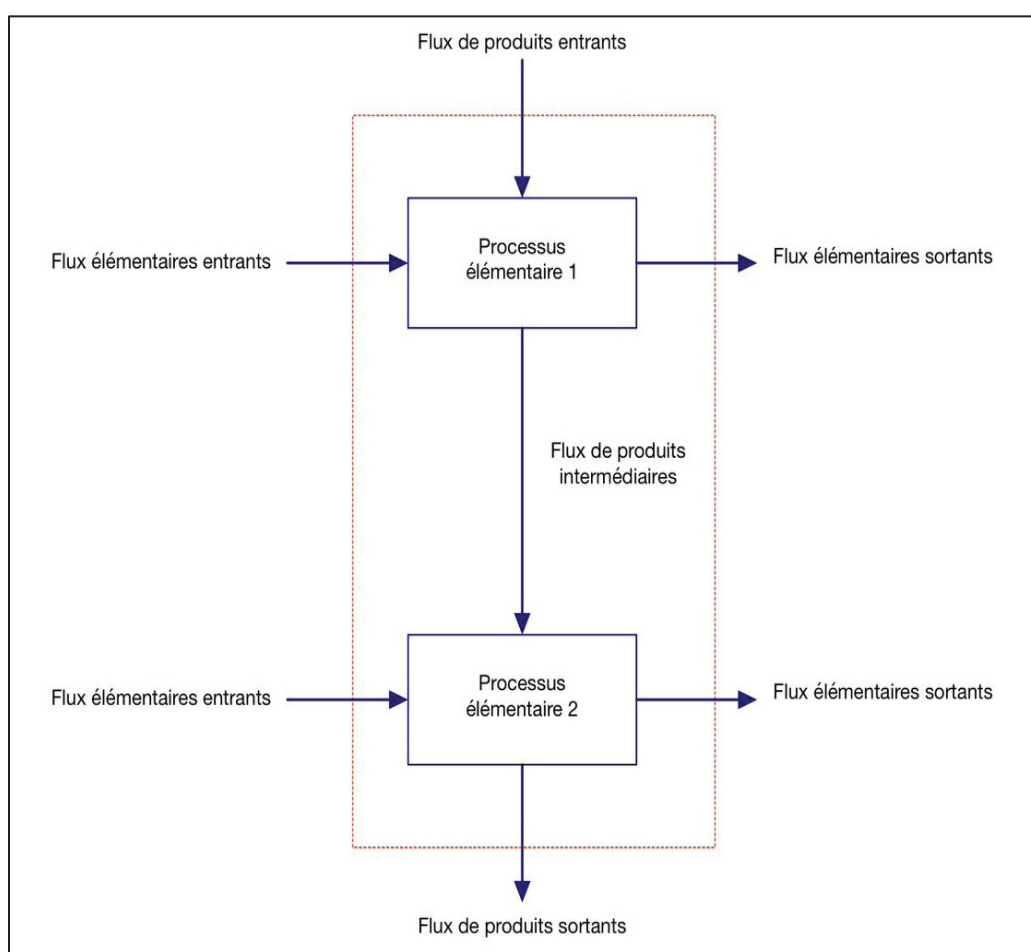 Flux de produits entrants
Processus
élémentaire 1
Flux élémentaires entrants
Flux élémentaires sortants
Flux de produits
intermédiaires
Processus
élémentaire 2
Flux élémentaires entrants
Flux élémentaires sortants
Flux de produits sortants